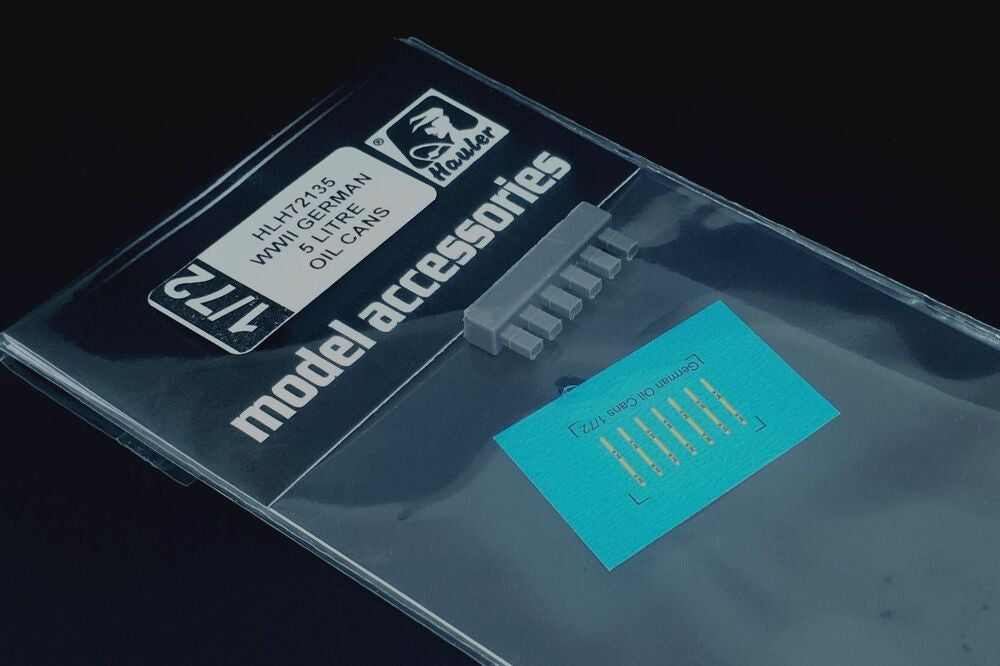 HLH72135
WWII GERMAN
5 LITRE
OIL CANS
1/72
® Hauler
model accessories
German Oil Cans 1/72